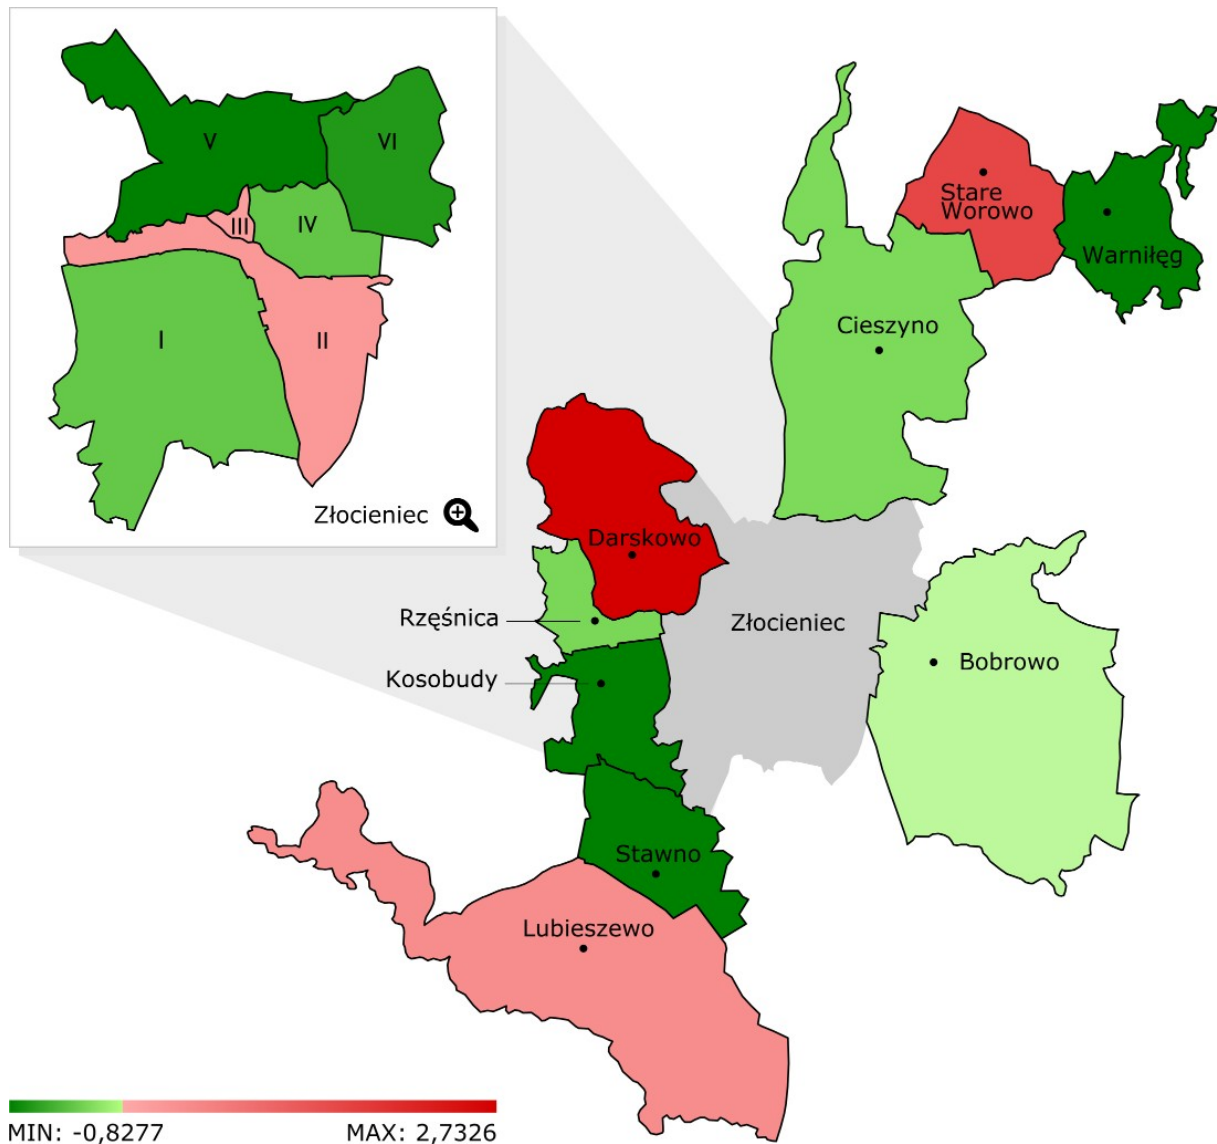 V
VI
III
IV
I
II
Złocieniec
Stare
Worowo
Warniłęg
Cieszyno
Darskowo
Rzęśnica
Złocieniec
Kosobudy
Bobrowo
Stawno
Lubieszewo
MIN: -0,8277
MAX: 2,7326